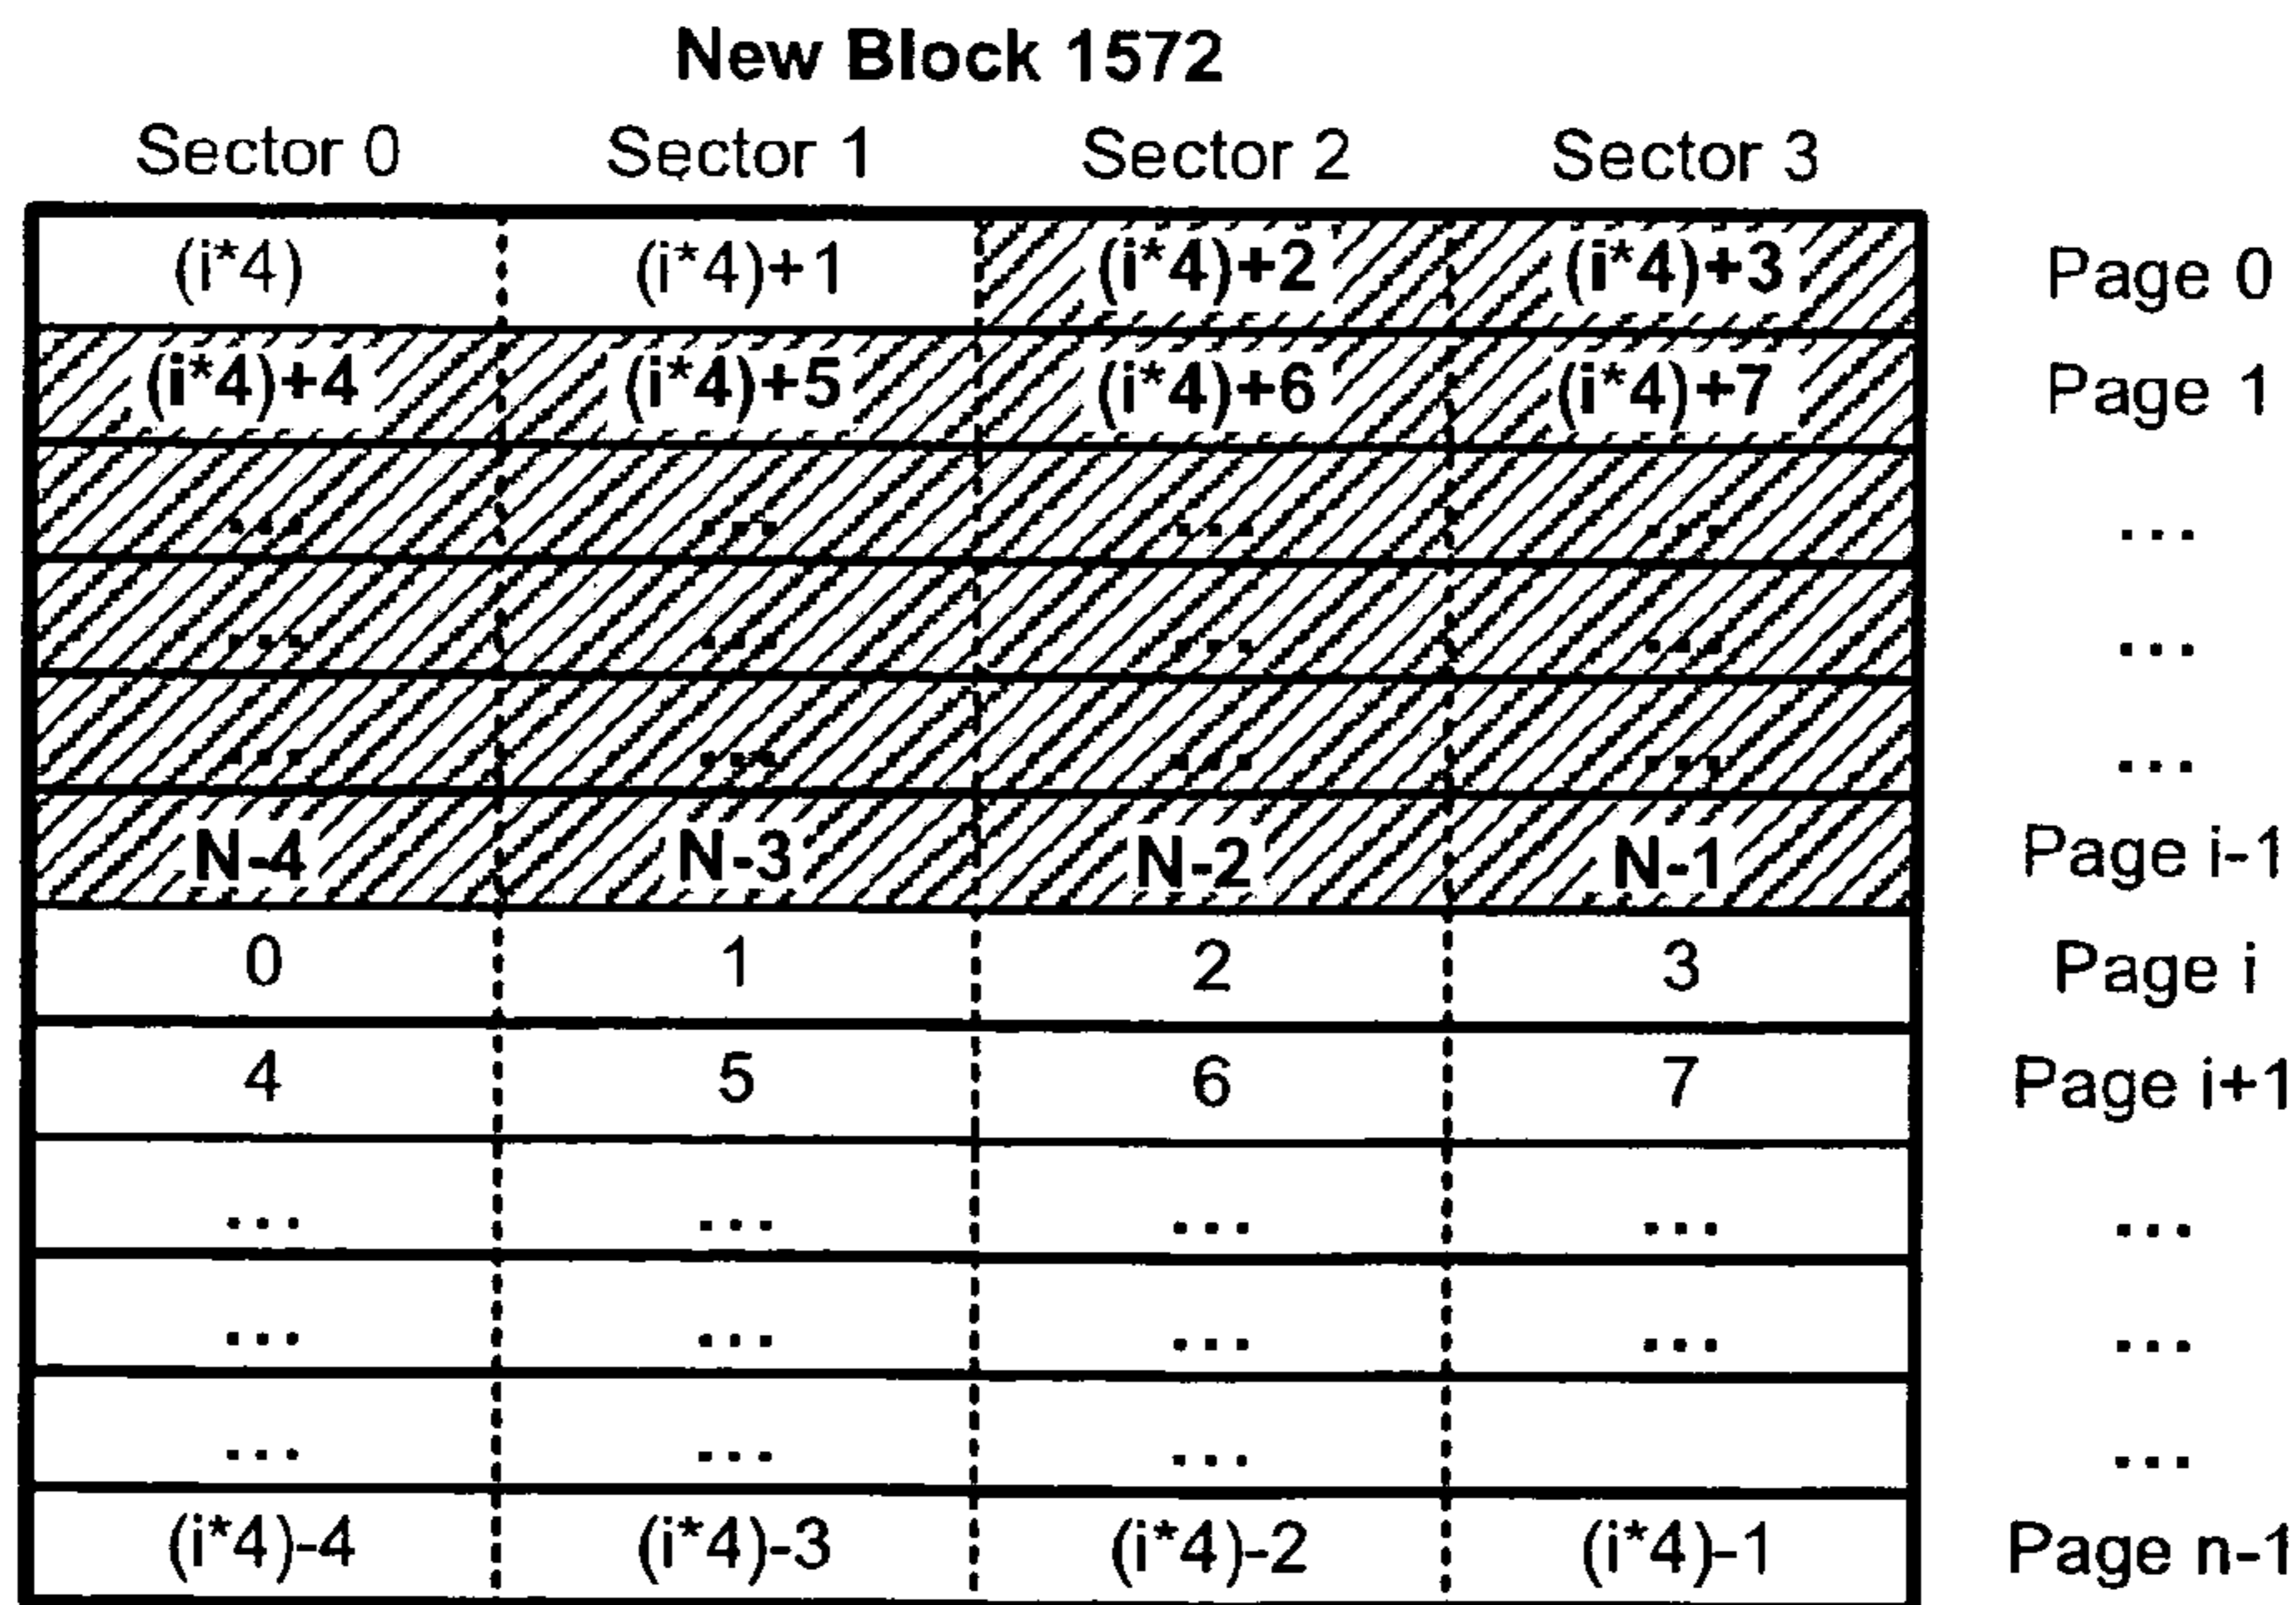 New Block 1572
Sector 0 Sector 1 Sector 2 Sector 3
(i*4) (i*4)+1 (i*4)+2 (i*4)+3 Page 0
(i*4)+4 (i*4)+5 (i*4)+6 (i*4)+7 Page 1
... ... ... ... ...
... ... ... ... ...
... ... ... ... ...
N-4 N-3 N-2 N-1 Page i-1
0 1 2 3 Page i
4 5 6 7 Page i+1
... ... ... ... ...
... ... ... ... ...
... ... ... ...
(i*4)-4 (i*4)-3 (i*4)-2 (i*4)-1 Page n-1